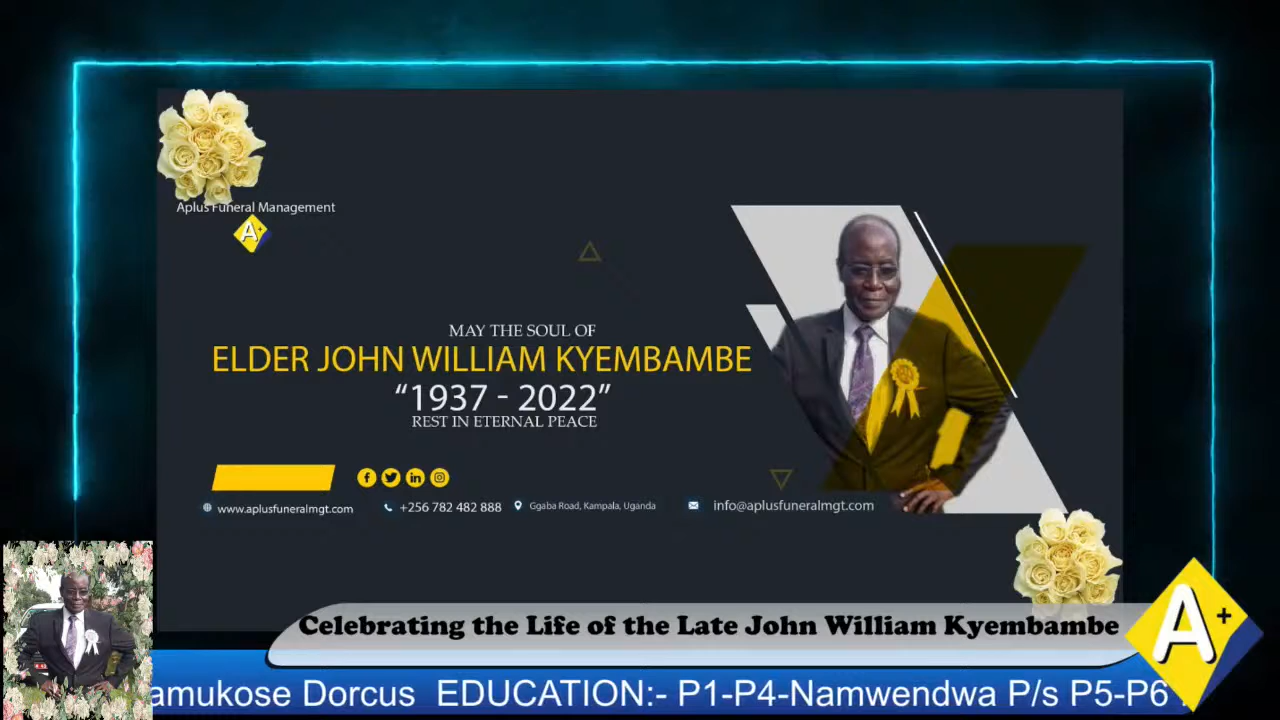 Aplus Funeral Management
A+
MAY THE SOUL OF
ELDER JOHN WILLIAM KYEMBAMBE
“1937 - 2022”
REST IN ETERNAL PEACE
www.aplusfuneralmgt.com +256 782 482 888 Ggaba Road, Kampala, Uganda info@aplusfuneralmgt.com
Celebrating the Life of the Late John William Kyembambe
A+
amukose Dorcus EDUCATION:- P1-P4-Namwendwa P/s P5-P6